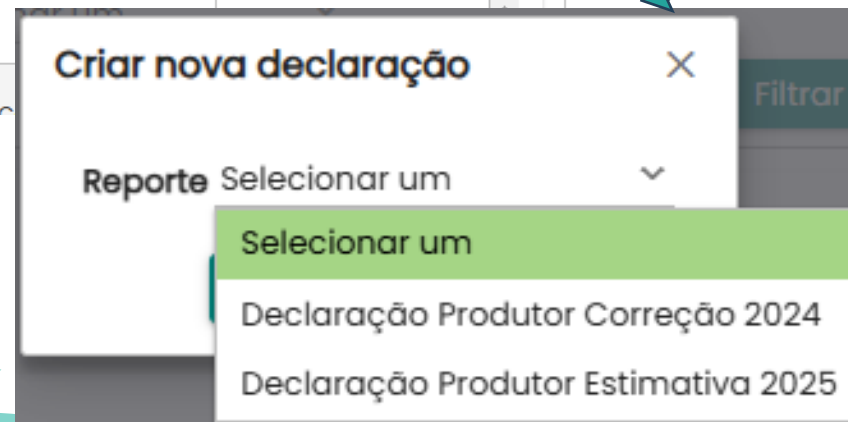 Criar nova declaração
Filtrar
Reporte Selecionar um
Selecionar um
Declaração Produtor Correção 2024
Declaração Produtor Estimativa 2025